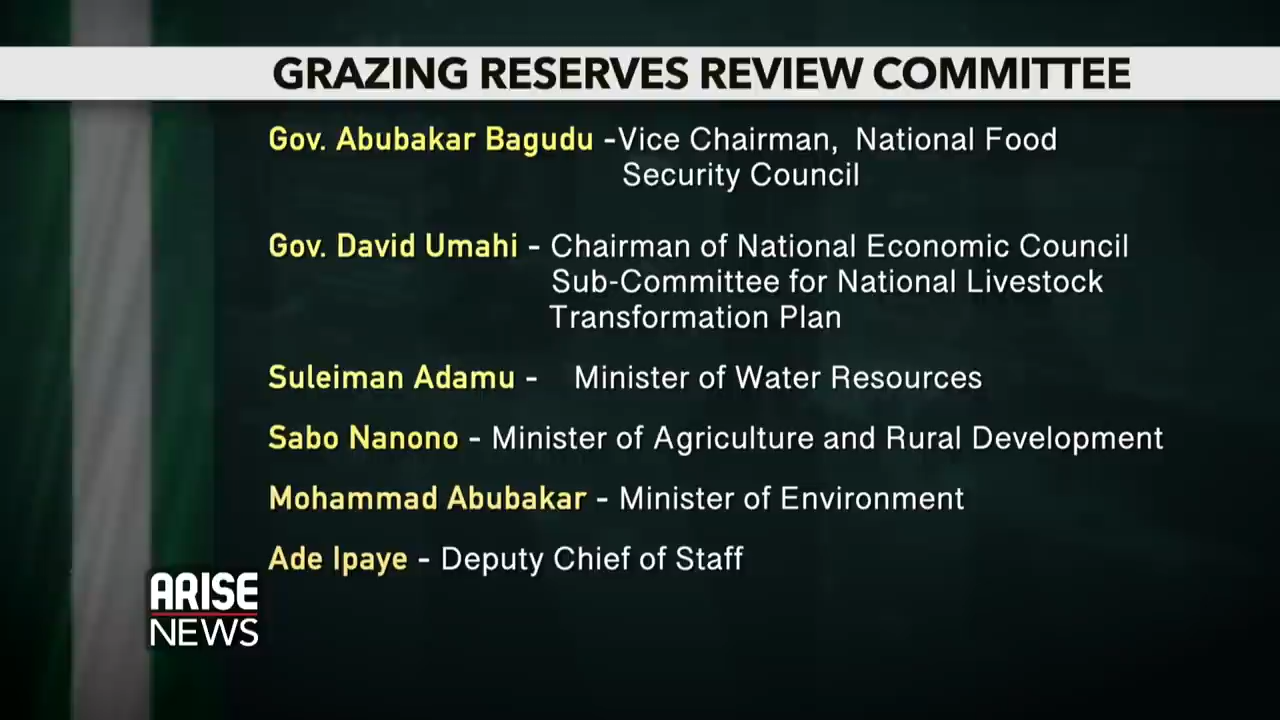 GRAZING RESERVES REVIEW COMMITTEE
Gov. Abubakar Bagudu -Vice Chairman, National Food
Security Council
Gov. David Umahi - Chairman of National Economic Council
Sub-Committee for National Livestock
Transformation Plan
Suleiman Adamu - Minister of Water Resources
Sabo Nanono - Minister of Agriculture and Rural Development
Mohammad Abubakar - Minister of Environment
Ade Ipaye - Deputy Chief of Staff
ARISE
NEWS